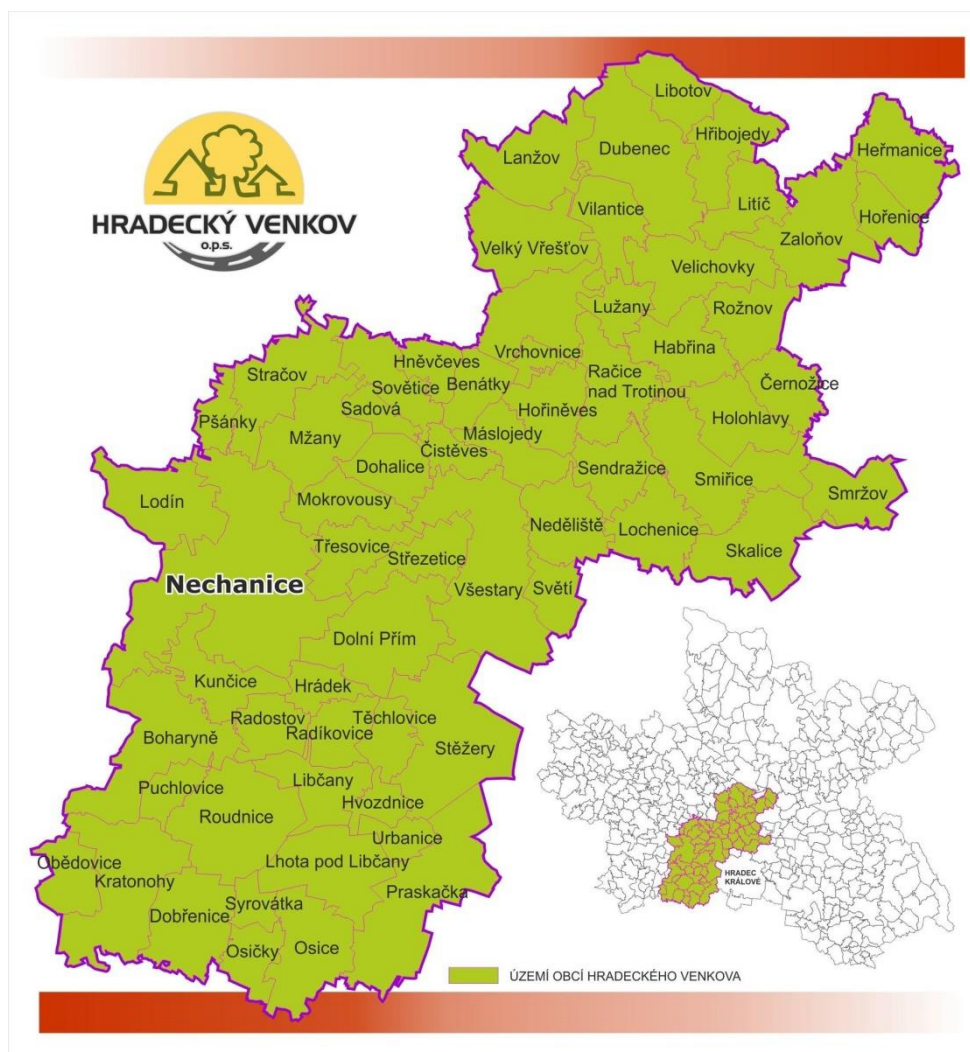 HRADECKÝ VENKOV
o.p.s.
Libotov
Hřibojedy
Dubenec
Lanžov
Heřmanice
Litíč
Vilantice
Hořenice
Zaloňov
Velký Vřešťov
Velichovky
Lužany
Rožnov
Habřina
Vrchovnice
Hněvčeves
Račice
nad Trotinou
Stračov
Sovětice
Benátky
Černožice
Sadová
Hořiněves
Holohlavy
Pšánky
Mžany
Máslojedy
Čistěves
Dohalice
Sendražice
Smiřice
Smržov
Lodín
Mokrovousy
Neděliště
Lochenice
Třesovice
Střezetice
Skalice
Nechanice
Všestary
Světí
Dolní Přím
Kunčice
Hrádek
Radostov
Těchlovice
Radíkovice
Boharyně
Stěžery
Libčany
Puchlovice
Hvozdnice
Roudnice
Urbanice
Obědovice
Lhota pod Libčany
Kratonohy
Praskačka
Syrovátka
Dobřenice
Osičky
Osice
HRADEC
KRÁLOVÉ
ÚZEMÍ OBCÍ HRADECKÉHO VENKOVA